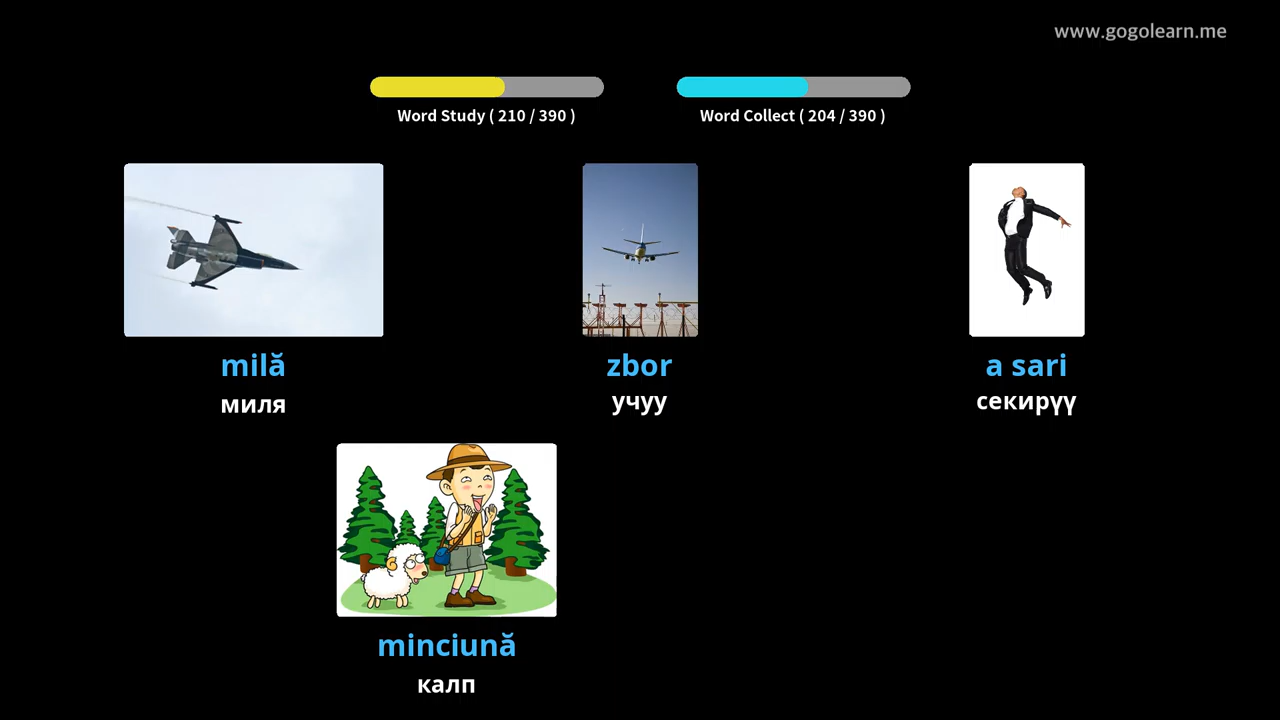 www.gogolearn.me
Word Study ( 210 / 390 )
Word Collect ( 204 / 390 )
milă
миля
zbor
учуу
a sari
секирүү
minciună
калп